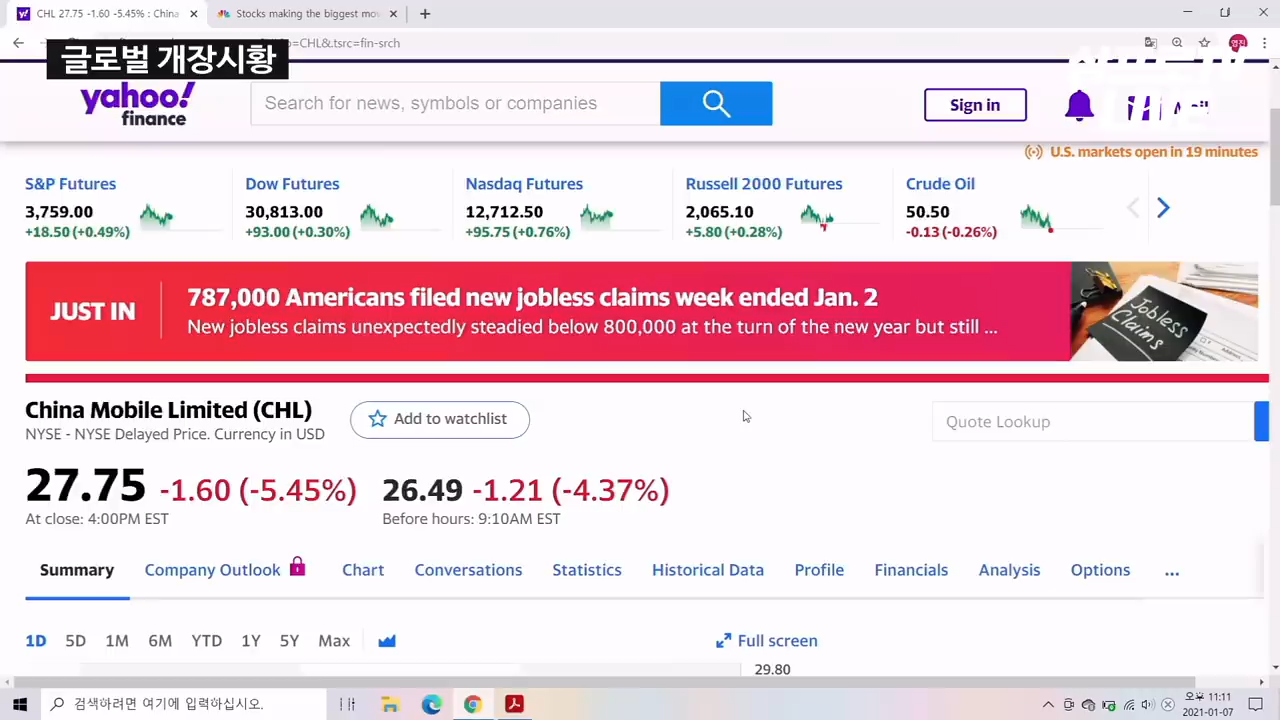 CHL 27.75 -1.60 -5.45% : China
Stocks making the biggest mov
=CHL&.tsrc=fin-srch
글로벌 개장시황
yahoo!
finance
Search for news, symbols or companies
Sign in
U.S. markets open in 19 minutes
S&P Futures
3,759.00
+18.50 (+0.49%)
Dow Futures
30,813.00
+93.00 (+0.30%)
Nasdaq Futures
12,712.50
+95.75 (+0.76%)
Russell 2000 Futures
2,065.10
+5.80 (+0.28%)
Crude Oil
50.50
-0.13 (-0.26%)
JUST IN
787,000 Americans filed new jobless claims week ended Jan. 2
New jobless claims unexpectedly steadied below 800,000 at the turn of the new year but still ...
Jobless
Claims
China Mobile Limited (CHL)
NYSE - NYSE Delayed Price. Currency in USD
Add to watchlist
Quote Lookup
27.75 -1.60 (-5.45%)
At close: 4:00PM EST
26.49 -1.21 (-4.37%)
Before hours: 9:10AM EST
Summary
Company Outlook
Chart
Conversations
Statistics
Historical Data
Profile
Financials
Analysis
Options
...
1D 5D 1M 6M YTD 1Y 5Y Max
Full screen
29.80
검색하려면 여기에 입력하십시오.
오후 11:11
2021-01-07